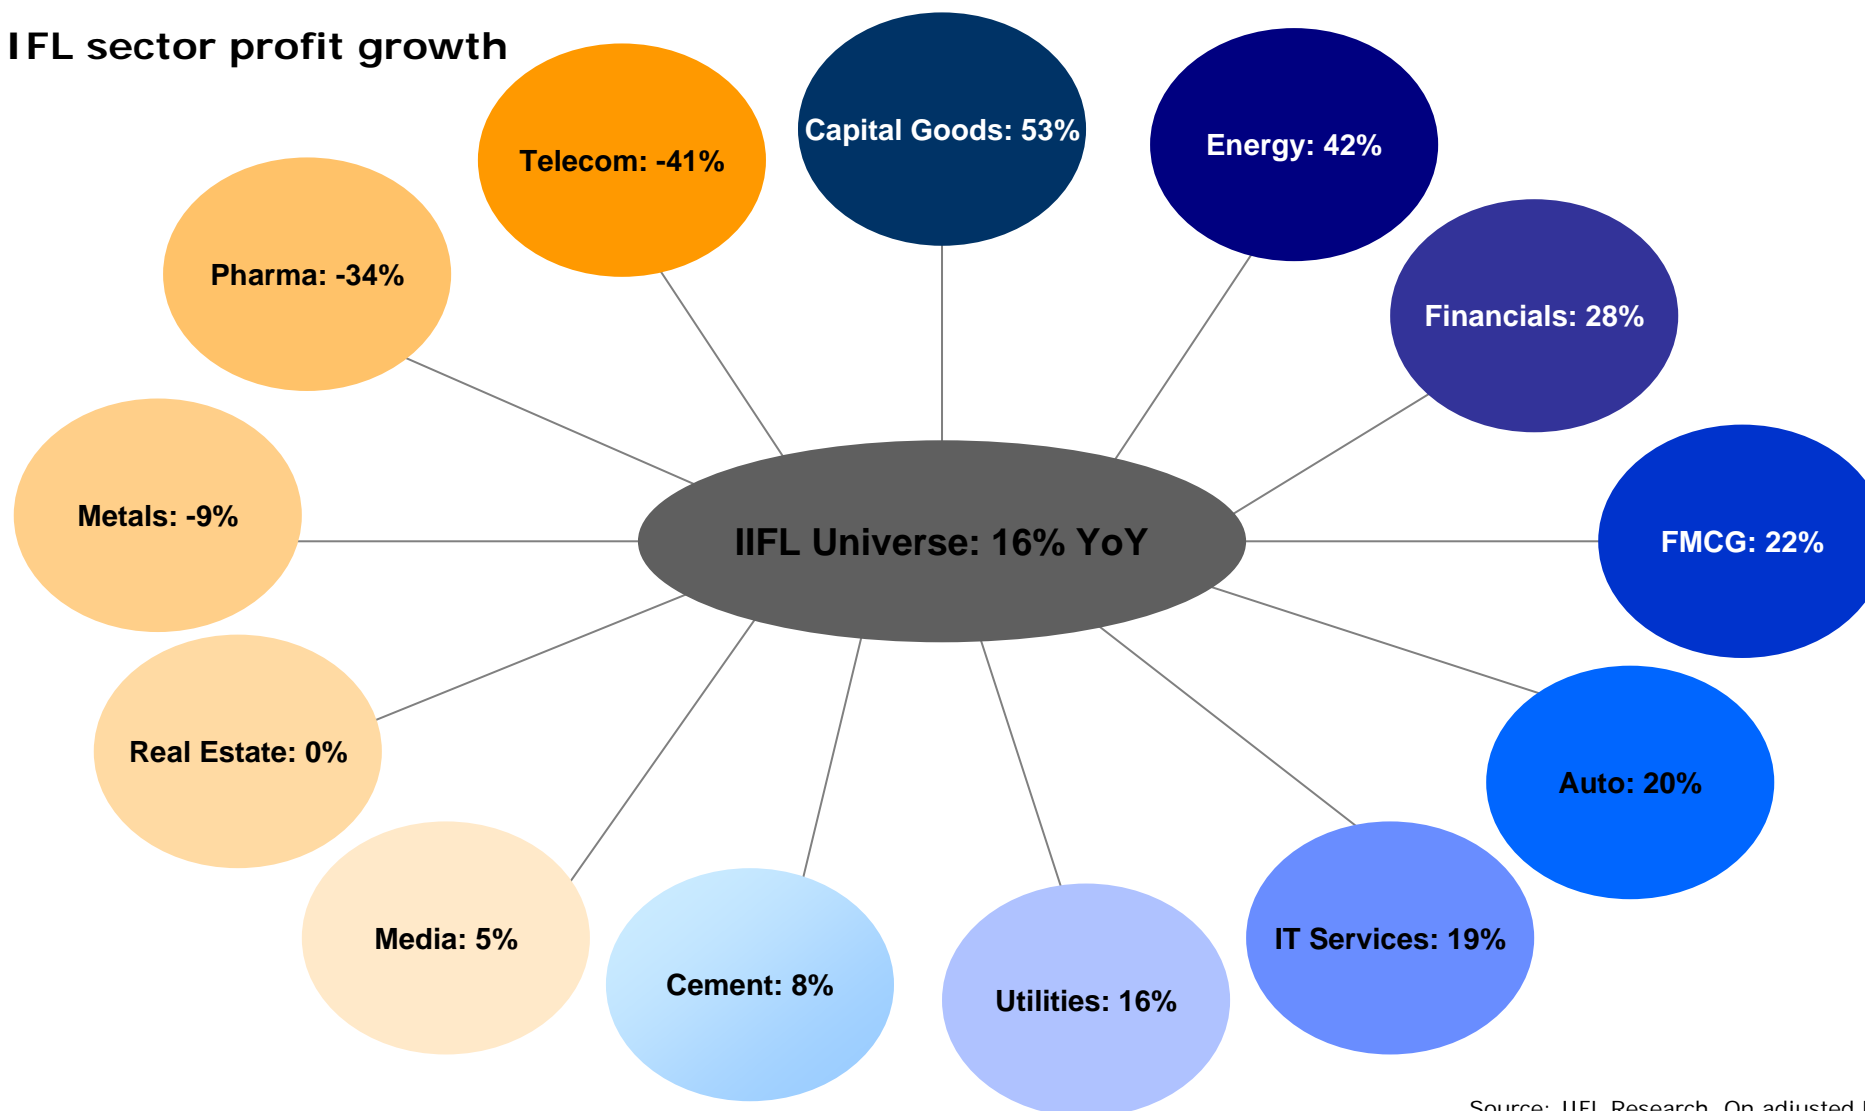 IFL sector profit growth
Capital Goods: 53%
Energy: 42%
Telecom: -41%
Pharma: -34%
Financials: 28%
Metals: -9%
IIFL Universe: 16% YoY
FMCG: 22%
Real Estate: 0%
Auto: 20%
Media: 5%
IT Services: 19%
Cement: 8%
Utilities: 16%
Source: IIFL Research. On adjusted